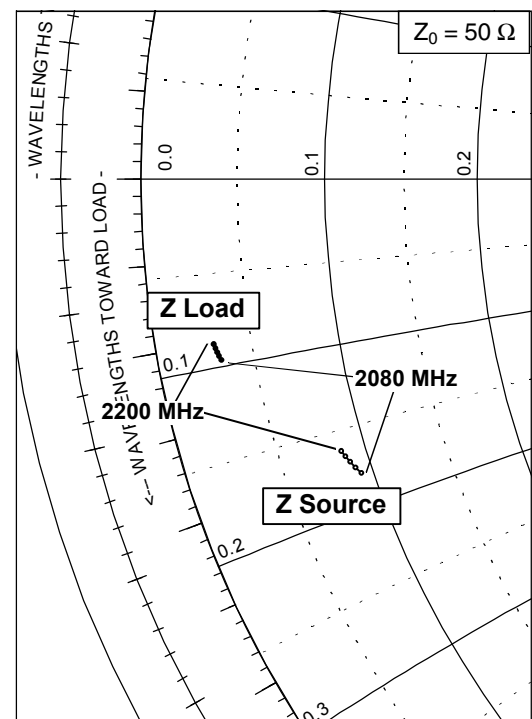 Z₀ = 50 Ω
- WAVELENGTHS
<--- WAVELENGTHS TOWARD LOAD -
0.0
0.1
0.2
Z Load
0.1
2080 MHz
2200 MHz
Z Source
0.2
0.3